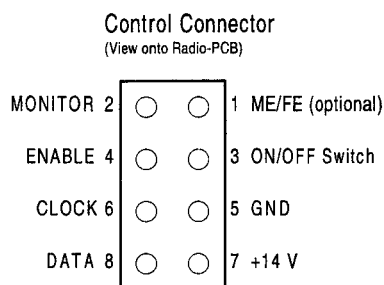 Control Connector
(View onto Radio-PCB)
MONITOR 2 1 ME/FE (optional)
ENABLE 4 3 ON/OFF Switch
CLOCK 6 5 GND
DATA 8 7 +14 V